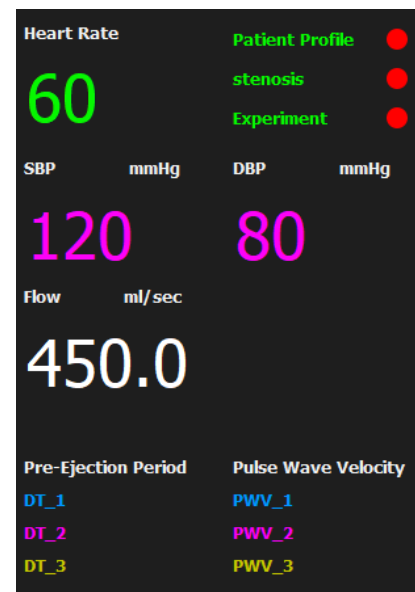 Heart Rate
Patient Profile
60
stenosis
Experiment
SBP mmHg DBP mmHg
120 80
Flow ml/sec
450.0
Pre-Ejection Period Pulse Wave Velocity
DT_1 PWV_1
DT_2 PWV_2
DT_3 PWV_3